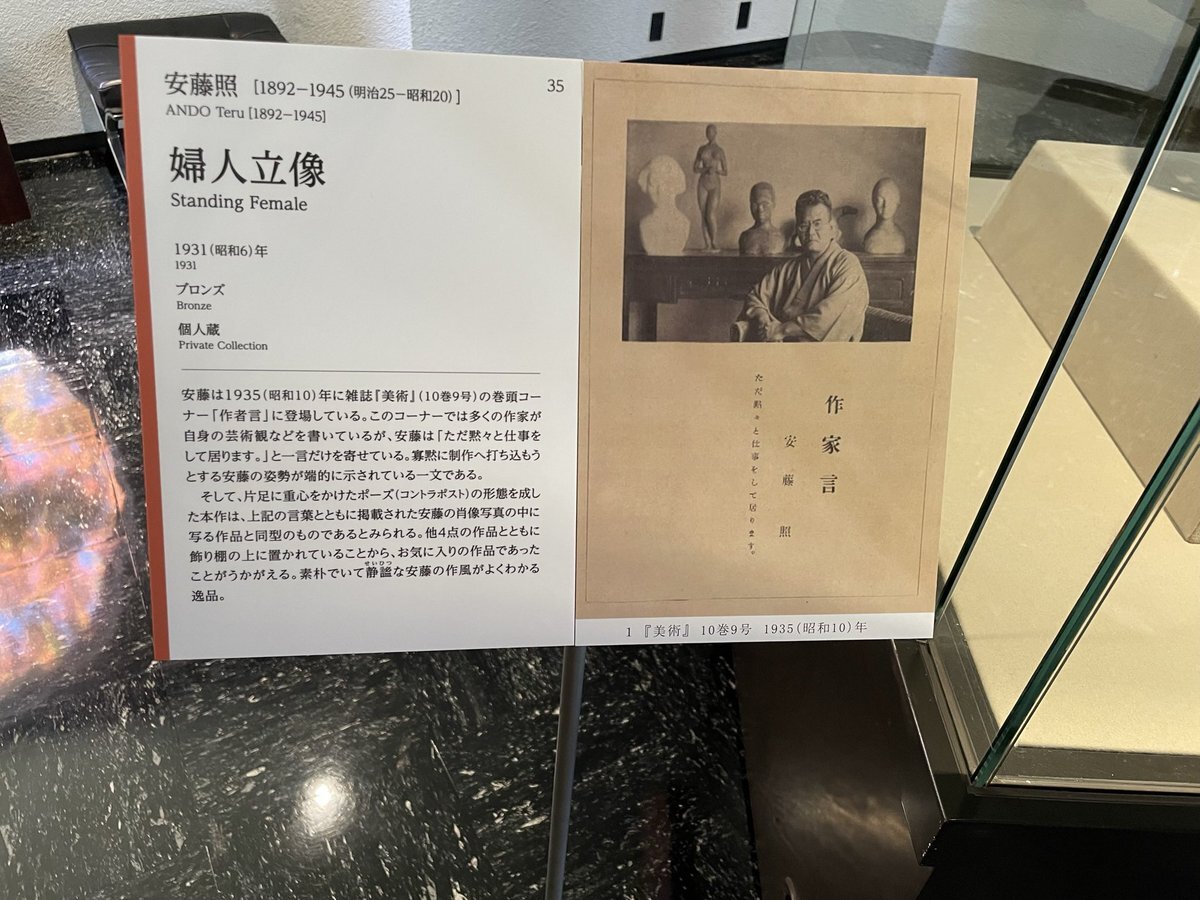 安藤照 [1892−1945(明治25−昭和20)]
35
ANDO Teru [1892−1945]
婦人立像
Standing Female
1931(昭和6)年
1931
ブロンズ
Bronze
個人蔵
Private Collection
安藤は1935(昭和10)年に雑誌『美術』(10巻9号)の巻頭コー
ナー「作者言」に登場している。このコーナーでは多くの作家が
自身の芸術観などを書いているが、安藤は「ただ黙々と仕事を
して居ります。」と一言だけを寄せている。寡黙に制作へ打ち込もう
とする安藤の姿勢が端的に示されている一文である。
そして、片足に重心をかけたポーズ(コントラポスト)の形態を成し
た本作は、上記の言葉とともに掲載された安藤の肖像写真の中に
写る作品と同型のものであるとみられる。他4点の作品とともに
飾り棚の上に置かれていることから、お気に入りの作品であった
ことがうかがえる。素朴でいて静謐な安藤の作風がよくわかる
せいひつ
逸品。
作家言
安藤照
ただ黙々と仕事をして居ります。
1 『美術』 10巻9号 1935(昭和10)年